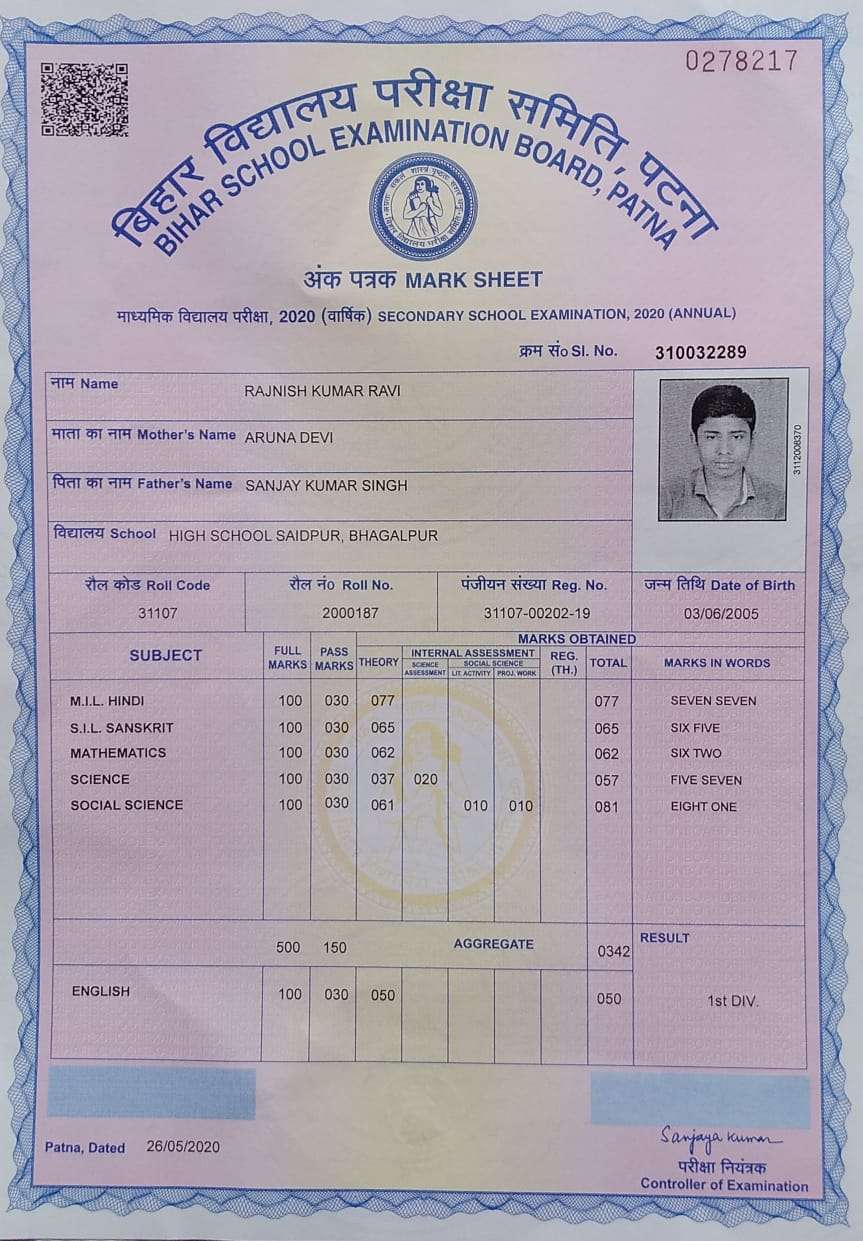 0278217
बिहार विद्यालय परीक्षा समिति, पटना
BIHAR SCHOOL EXAMINATION BOARD, PATNA
अंक पत्रक MARK SHEET
माध्यमिक विद्यालय परीक्षा, 2020 (वार्षिक) SECONDARY SCHOOL EXAMINATION, 2020 (ANNUAL)
क्रम सं० Sl. No. 310032289
नाम Name RAJNISH KUMAR RAVI
माता का नाम Mother's Name ARUNA DEVI
पिता का नाम Father's Name SANJAY KUMAR SINGH
विद्यालय School HIGH SCHOOL SAIDPUR, BHAGALPUR
3112008370
रौल कोड Roll Code रौल नं० Roll No. पंजीयन संख्या Reg. No. जन्म तिथि Date of Birth
31107 2000187 31107-00202-19 03/06/2005
SUBJECT FULL MARKS PASS MARKS MARKS OBTAINED
THEORY INTERNAL ASSESSMENT REG. (TH.) TOTAL MARKS IN WORDS
SCIENCE ASSESSMENT SOCIAL SCIENCE
LIT. ACTIVITY PROJ. WORK
M.I.L. HINDI 100 030 077 077 SEVEN SEVEN
S.I.L. SANSKRIT 100 030 065 065 SIX FIVE
MATHEMATICS 100 030 062 062 SIX TWO
SCIENCE 100 030 037 020 057 FIVE SEVEN
SOCIAL SCIENCE 100 030 061 010 010 081 EIGHT ONE
500 150 AGGREGATE 0342 RESULT
ENGLISH 100 030 050 050 1st DIV.
Patna, Dated 26/05/2020
Sanjaya Kumar
परीक्षा नियंत्रक
Controller of Examination